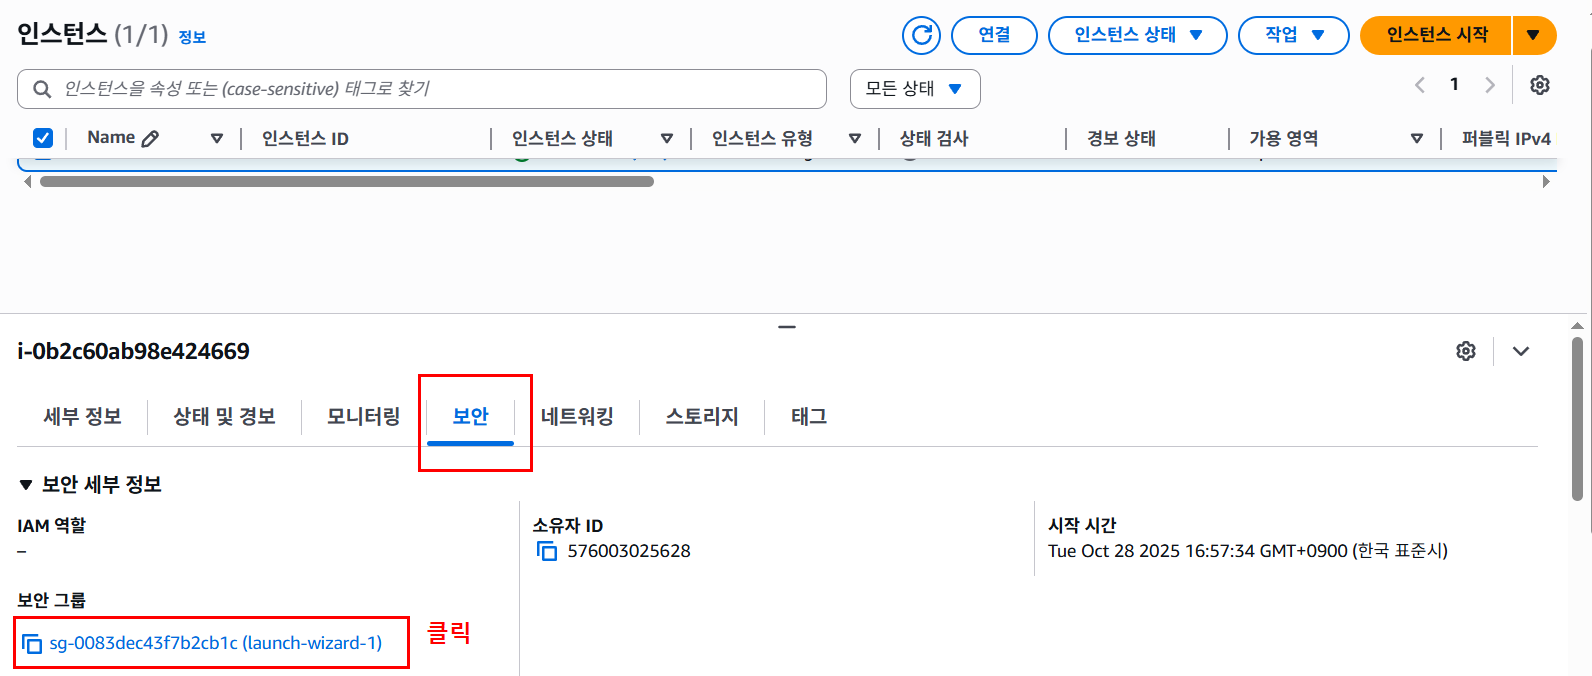 인스턴스 (1/1) 정보
연결
인스턴스 상태
작업
인스턴스 시작
인스턴스을 속성 또는 (case-sensitive) 태그로 찾기
모든 상태
1
Name
인스턴스 ID
인스턴스 상태
인스턴스 유형
상태 검사
경보 상태
가용 영역
퍼블릭 IPv4
i-0b2c60ab98e424669
세부 정보
상태 및 경보
모니터링
보안
네트워킹
스토리지
태그
보안 세부 정보
IAM 역할
–
소유자 ID
576003025628
시작 시간
Tue Oct 28 2025 16:57:34 GMT+0900 (한국 표준시)
보안 그룹
sg-0083dec43f7b2cb1c (launch-wizard-1)
클릭